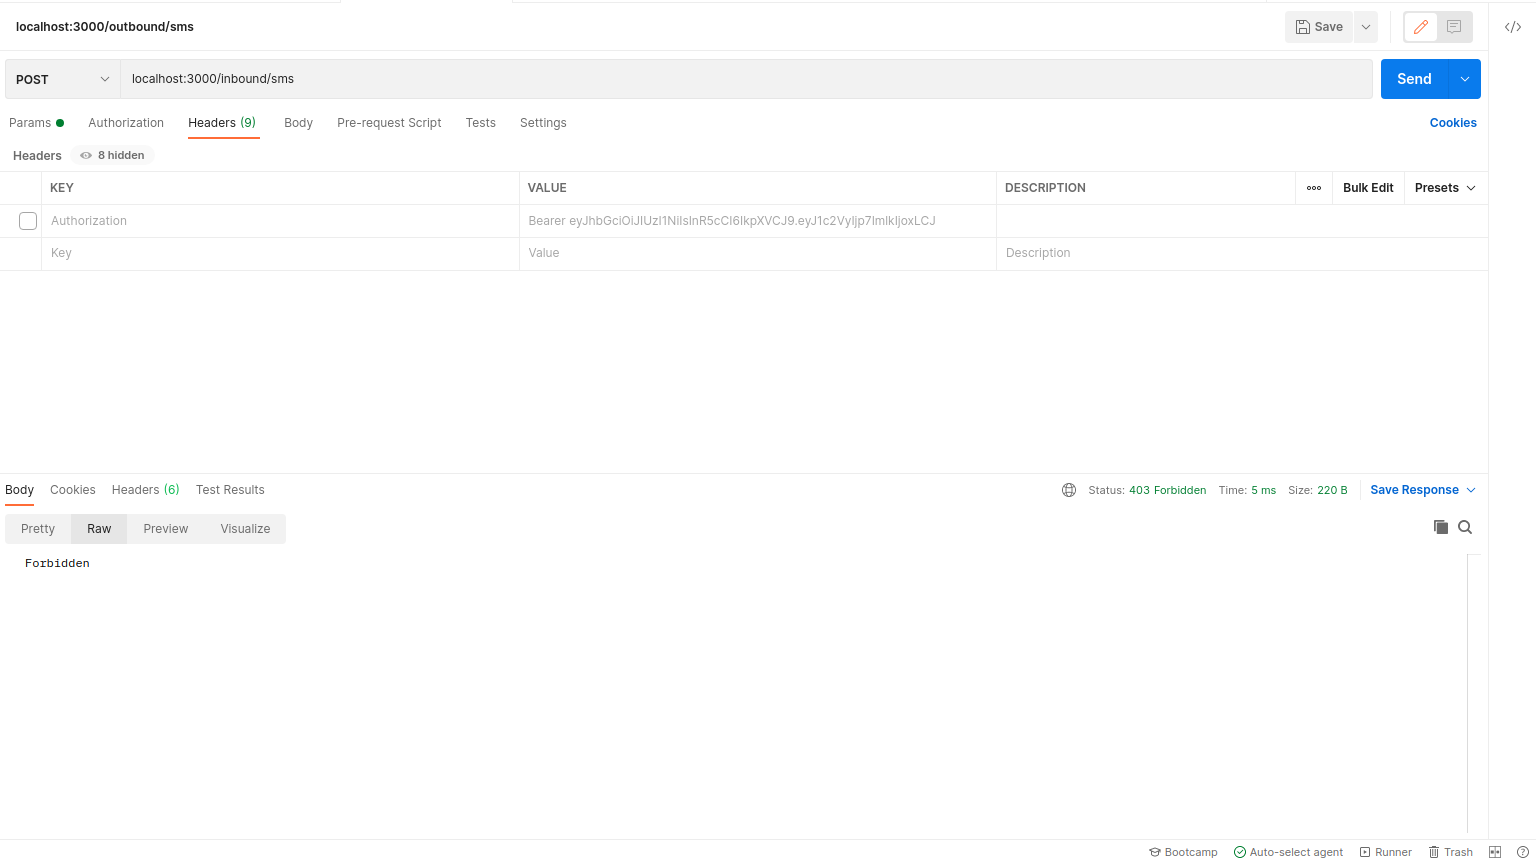 localhost:3000/outbound/sms
Save
POST
localhost:3000/inbound/sms
Send
Params Authorization Headers (9) Body Pre-request Script Tests Settings
Cookies
Headers 8 hidden
KEY VALUE DESCRIPTION Bulk Edit Presets
Authorization Bearer eyJhbGciOiJIUzI1NiIsInR5cCI6IkpXVCJ9.eyJ1c2VyIjp7ImlkIjoxLCJ
Key Value Description
Body Cookies Headers (6) Test Results
Status: 403 Forbidden Time: 5 ms Size: 220 B Save Response
Pretty Raw Preview Visualize
Forbidden
Bootcamp Auto-select agent Runner Trash